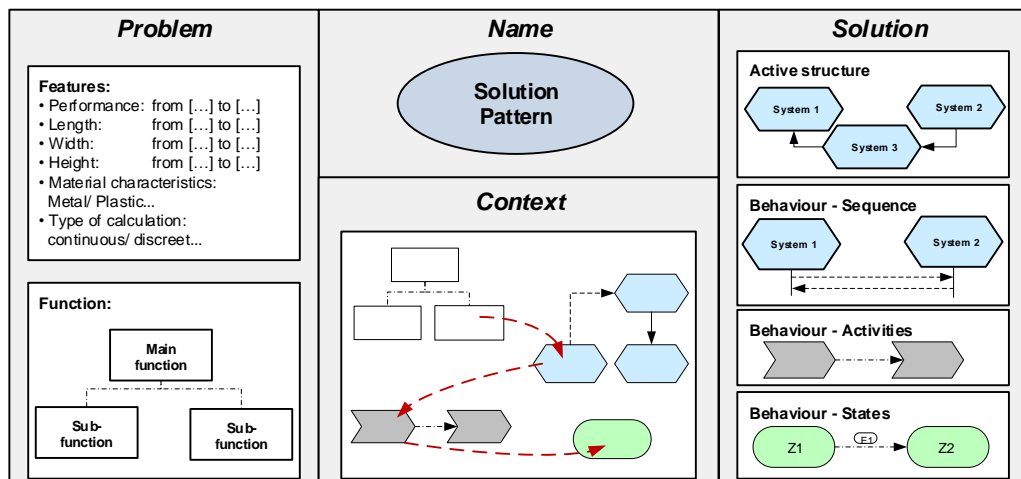 Problem
Features:
• Performance: from […] to […]
• Length: from […] to […]
• Width: from […] to […]
• Height: from […] to […]
• Material characteristics:
Metal/ Plastic...
• Type of calculation:
continuous/ discreet...
Function:
Main
function
Sub-
function
Sub-
function
Name
Solution
Pattern
Context
Solution
Active structure
System 1
System 2
System 3
Behaviour - Sequence
System 1
System 2
Behaviour - Activities
Behaviour - States
Z1
E1
Z2